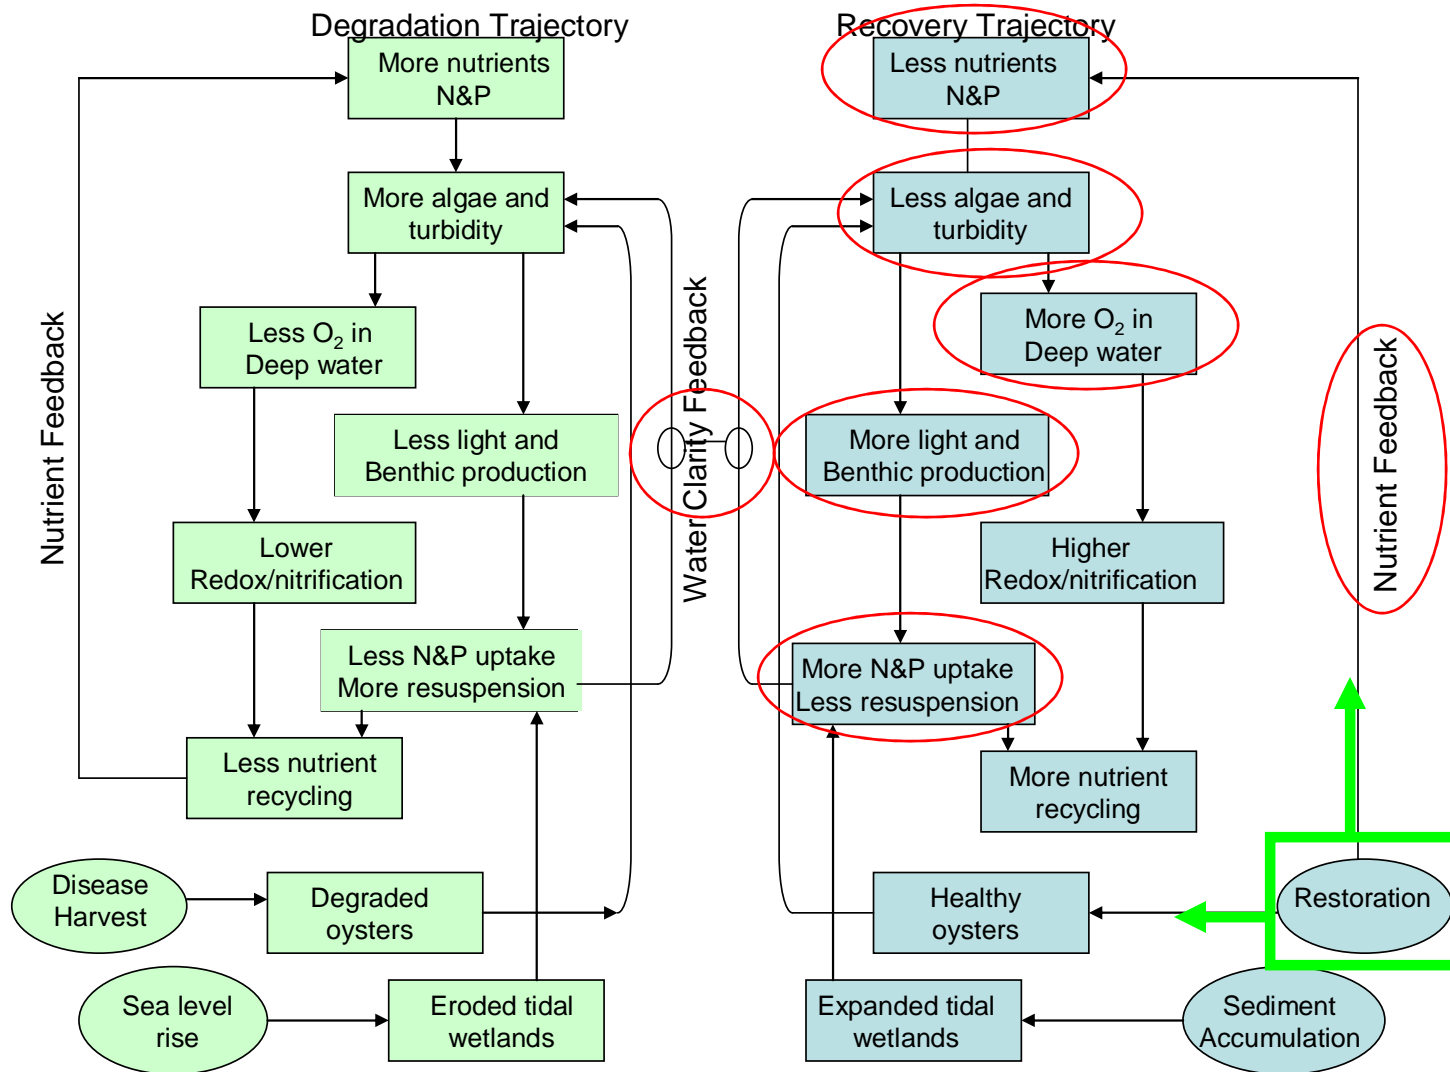 Degradation Trajectory
More nutrients
N&P
More algae and
turbidity
Less O₂ in
Deep water
Less light and
Benthic production
Lower
Redox/nitrification
Less N&P uptake
More resuspension
Less nutrient
recycling
Nutrient Feedback
Disease
Harvest
Degraded
oysters
Sea level
rise
Eroded tidal
wetlands
Water Clarity Feedback
Recovery Trajectory
Less nutrients
N&P
Less algae and
turbidity
More O₂ in
Deep water
More light and
Benthic production
Higher
Redox/nitrification
More N&P uptake
Less resuspension
More nutrient
recycling
Nutrient Feedback
Healthy
oysters
Restoration
Expanded tidal
wetlands
Sediment
Accumulation